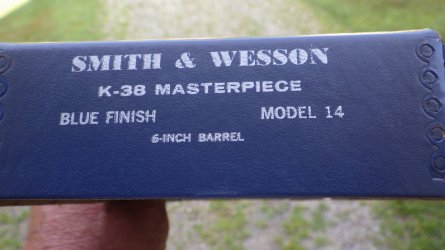 SMITH & WESSON
K-38 MASTERPIECE
BLUE FINISH MODEL 14
6-INCH BARREL